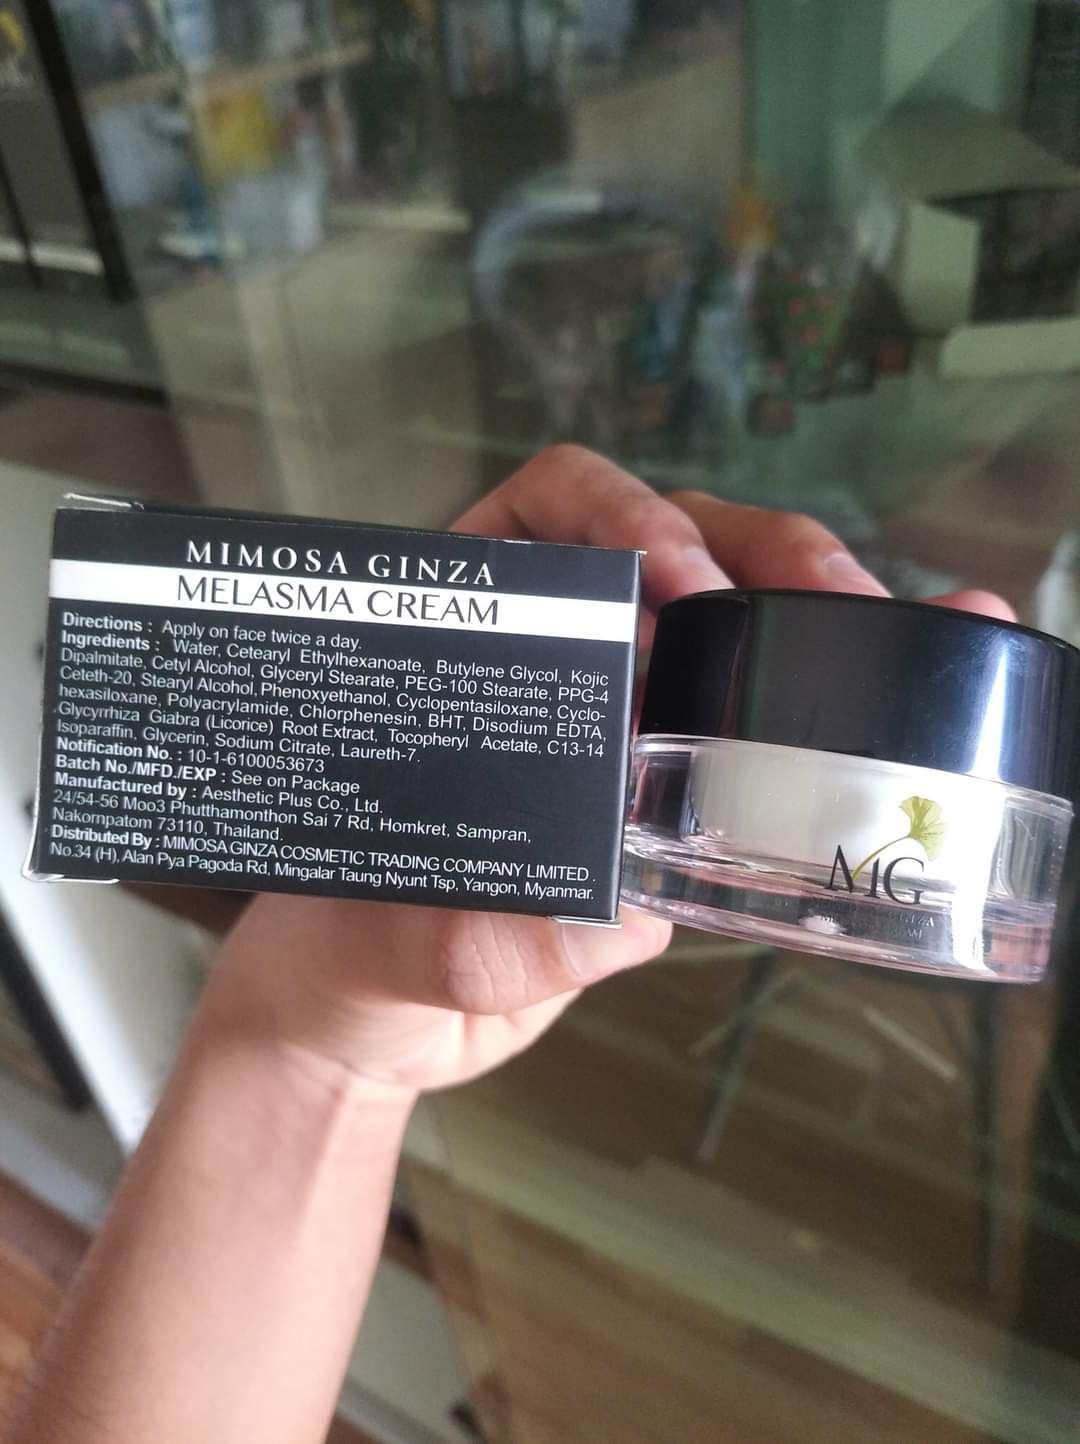 MIMOSA GINZA
MELASMA CREAM
Directions : Apply on face twice a day.
Ingredients : Water, Cetearyl Ethylhexanoate, Butylene Glycol, Kojic
Dipalmitate, Cetyl Alcohol, Glyceryl Stearate, PEG-100 Stearate, PPG-4
Ceteth-20, Stearyl Alcohol, Phenoxyethanol, Cyclopentasiloxane, Cyclo-
hexasiloxane, Polyacrylamide, Chlorphenesin, BHT, Disodium EDTA,
Glycyrrhiza Giabra (Licorice) Root Extract, Tocopheryl Acetate, C13-14
Isoparaffin, Glycerin, Sodium Citrate, Laureth-7.
Notification No. : 10-1-6100053673
Batch No./MFD./EXP : See on Package
Manufactured by : Aesthetic Plus Co., Ltd.
24/54-56 Moo3 Phutthamonthon Sai 7 Rd, Homkret, Sampran,
Nakornpatom 73110, Thailand.
Distributed By : MIMOSA GINZA COSMETIC TRADING COMPANY LIMITED .
No.34 (H), Alan Pya Pagoda Rd, Mingalar Taung Nyunt Tsp, Yangon, Myanmar.
MG